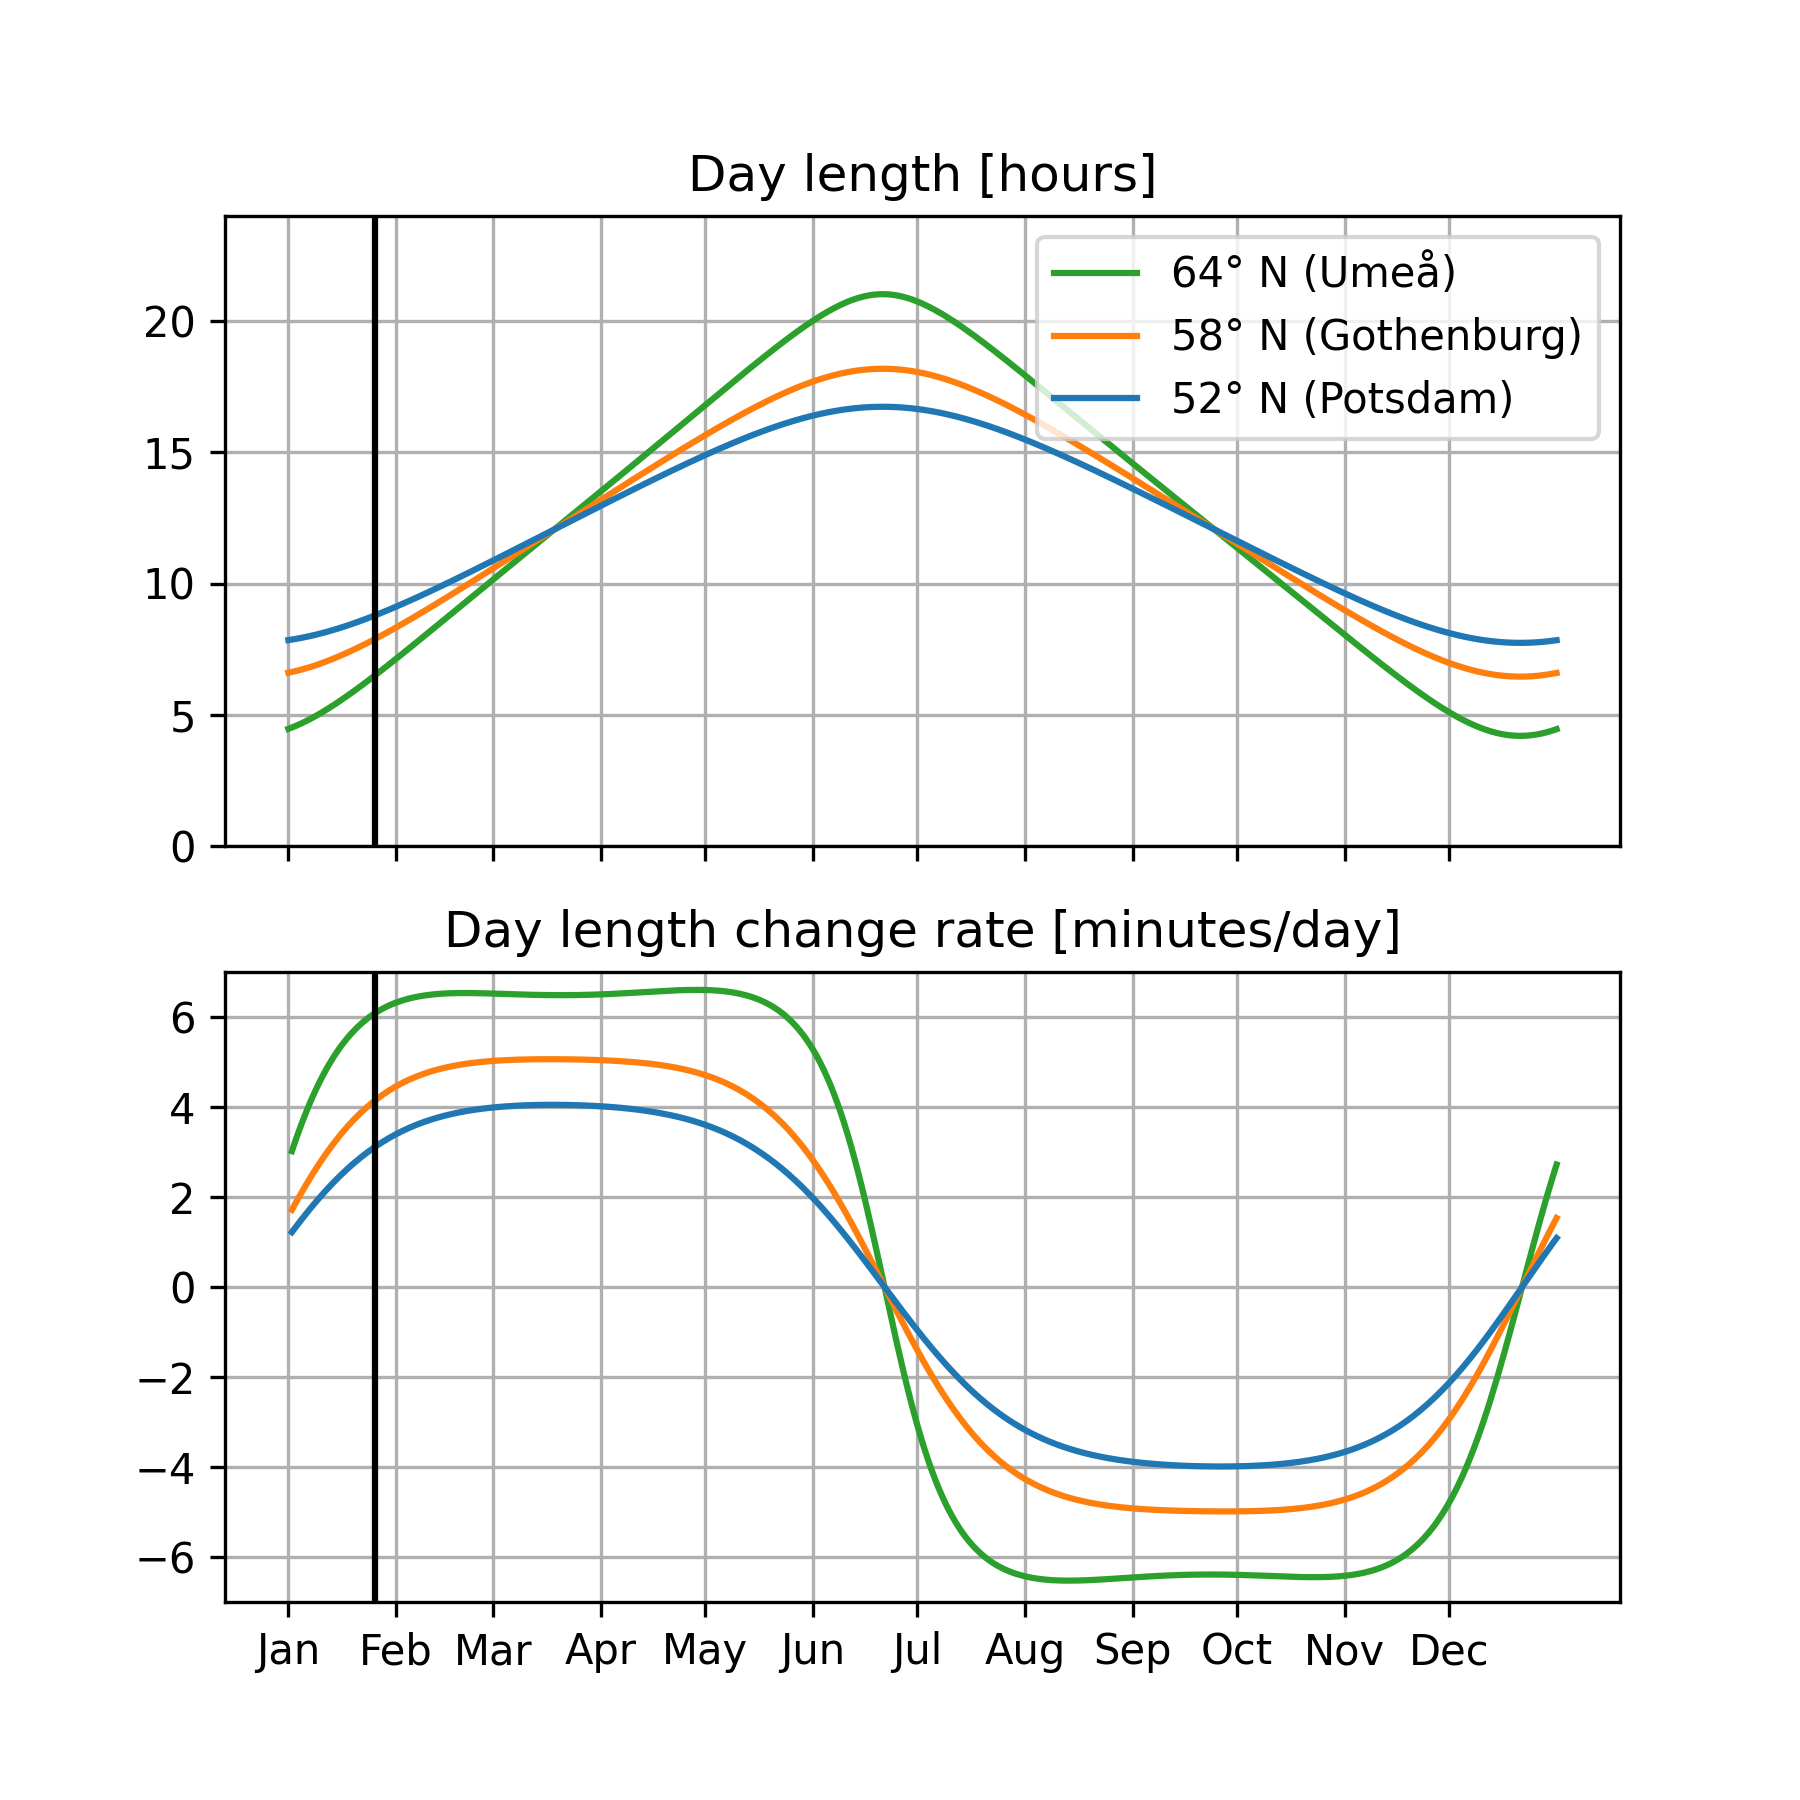 Day length [hours]
20
15
10
5
0
64° N (Umeå)
58° N (Gothenburg)
52° N (Potsdam)
Day length change rate [minutes/day]
6
4
2
0
−2
−4
−6
Jan Feb Mar Apr May Jun Jul Aug Sep Oct Nov Dec